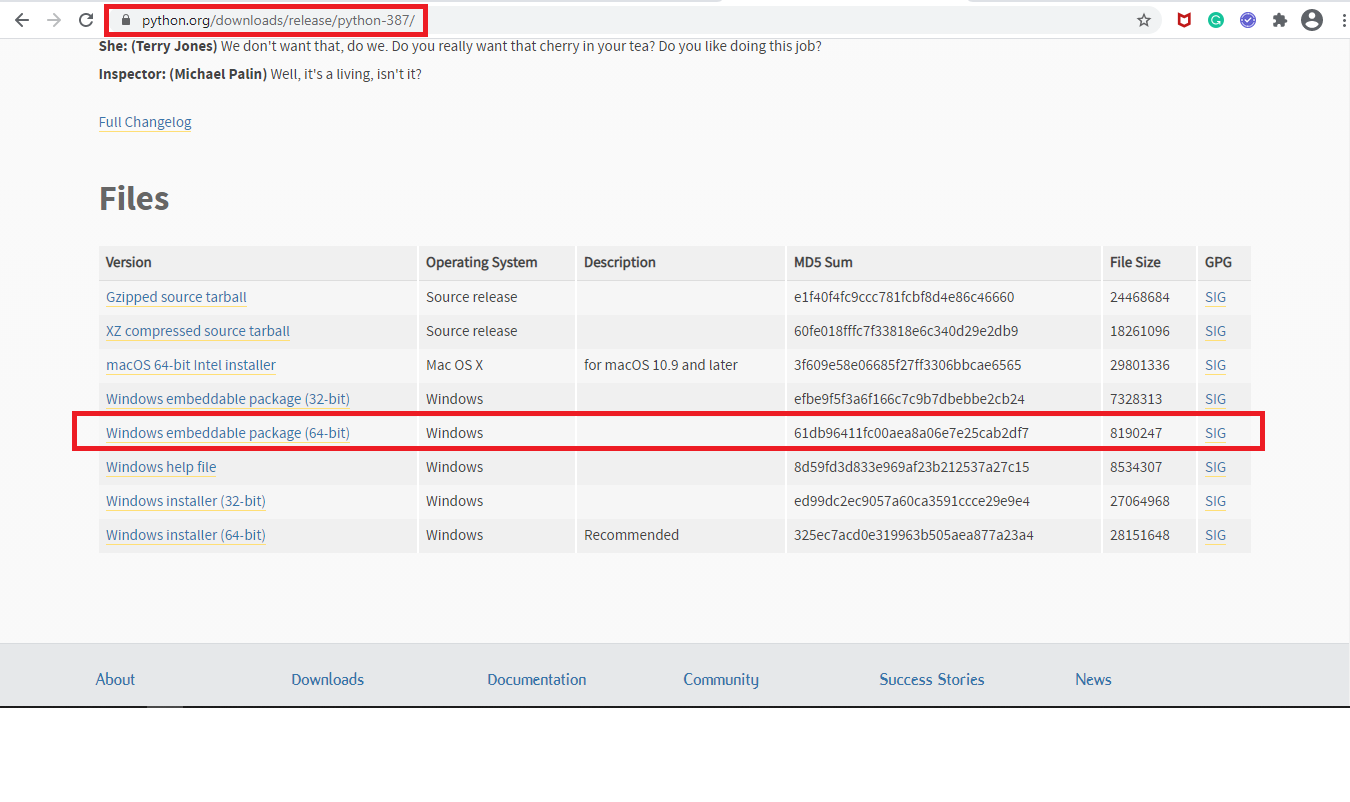 python.org/downloads/release/python-387/
She: (Terry Jones) We don't want that, do we. Do you really want that cherry in your tea? Do you like doing this job?
Inspector: (Michael Palin) Well, it's a living, isn't it?
Full Changelog
Files
Version Operating System Description MD5 Sum File Size GPG
Gzipped source tarball Source release e1f40f4fc9ccc781fcbf8d4e86c46660 24468684 SIG
XZ compressed source tarball Source release 60fe018fffc7f33818e6c340d29e2db9 18261096 SIG
macOS 64-bit Intel installer Mac OS X for macOS 10.9 and later 3f609e58e06685f27ff3306bbcae6565 29801336 SIG
Windows embeddable package (32-bit) Windows efbe9f5f3a6f166c7c9b7dbebbe2cb24 7328313 SIG
Windows embeddable package (64-bit) Windows 61db96411fc00aea8a06e7e25cab2df7 8190247 SIG
Windows help file Windows 8d59fd3d833e969af23b212537a27c15 8534307 SIG
Windows installer (32-bit) Windows ed99dc2ec9057a60ca3591ccce29e9e4 27064968 SIG
Windows installer (64-bit) Windows Recommended 325ec7acd0e319963b505aea877a23a4 28151648 SIG
About Downloads Documentation Community Success Stories News